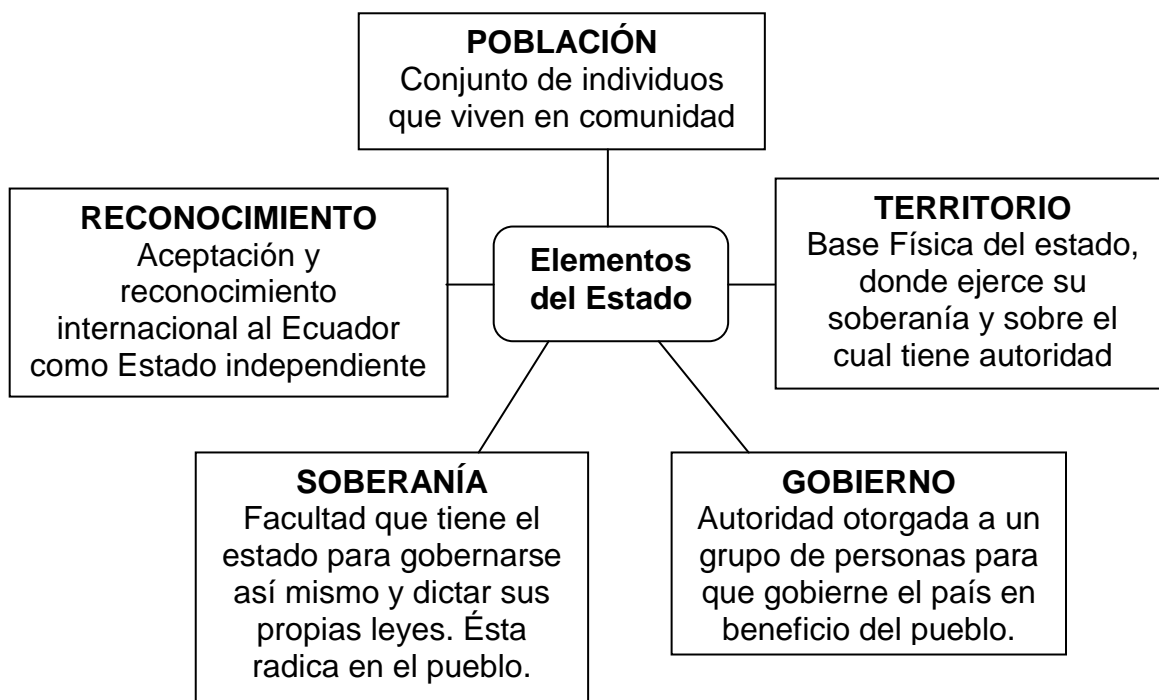 POBLACIÓN
Conjunto de individuos
que viven en comunidad
RECONOCIMIENTO
Aceptación y
reconocimiento
internacional al Ecuador
como Estado independiente
Elementos
del Estado
TERRITORIO
Base Física del estado,
donde ejerce su
soberanía y sobre el
cual tiene autoridad
SOBERANÍA
Facultad que tiene el
estado para gobernarse
así mismo y dictar sus
propias leyes. Ésta
radica en el pueblo.
GOBIERNO
Autoridad otorgada a un
grupo de personas para
que gobierne el país en
beneficio del pueblo.